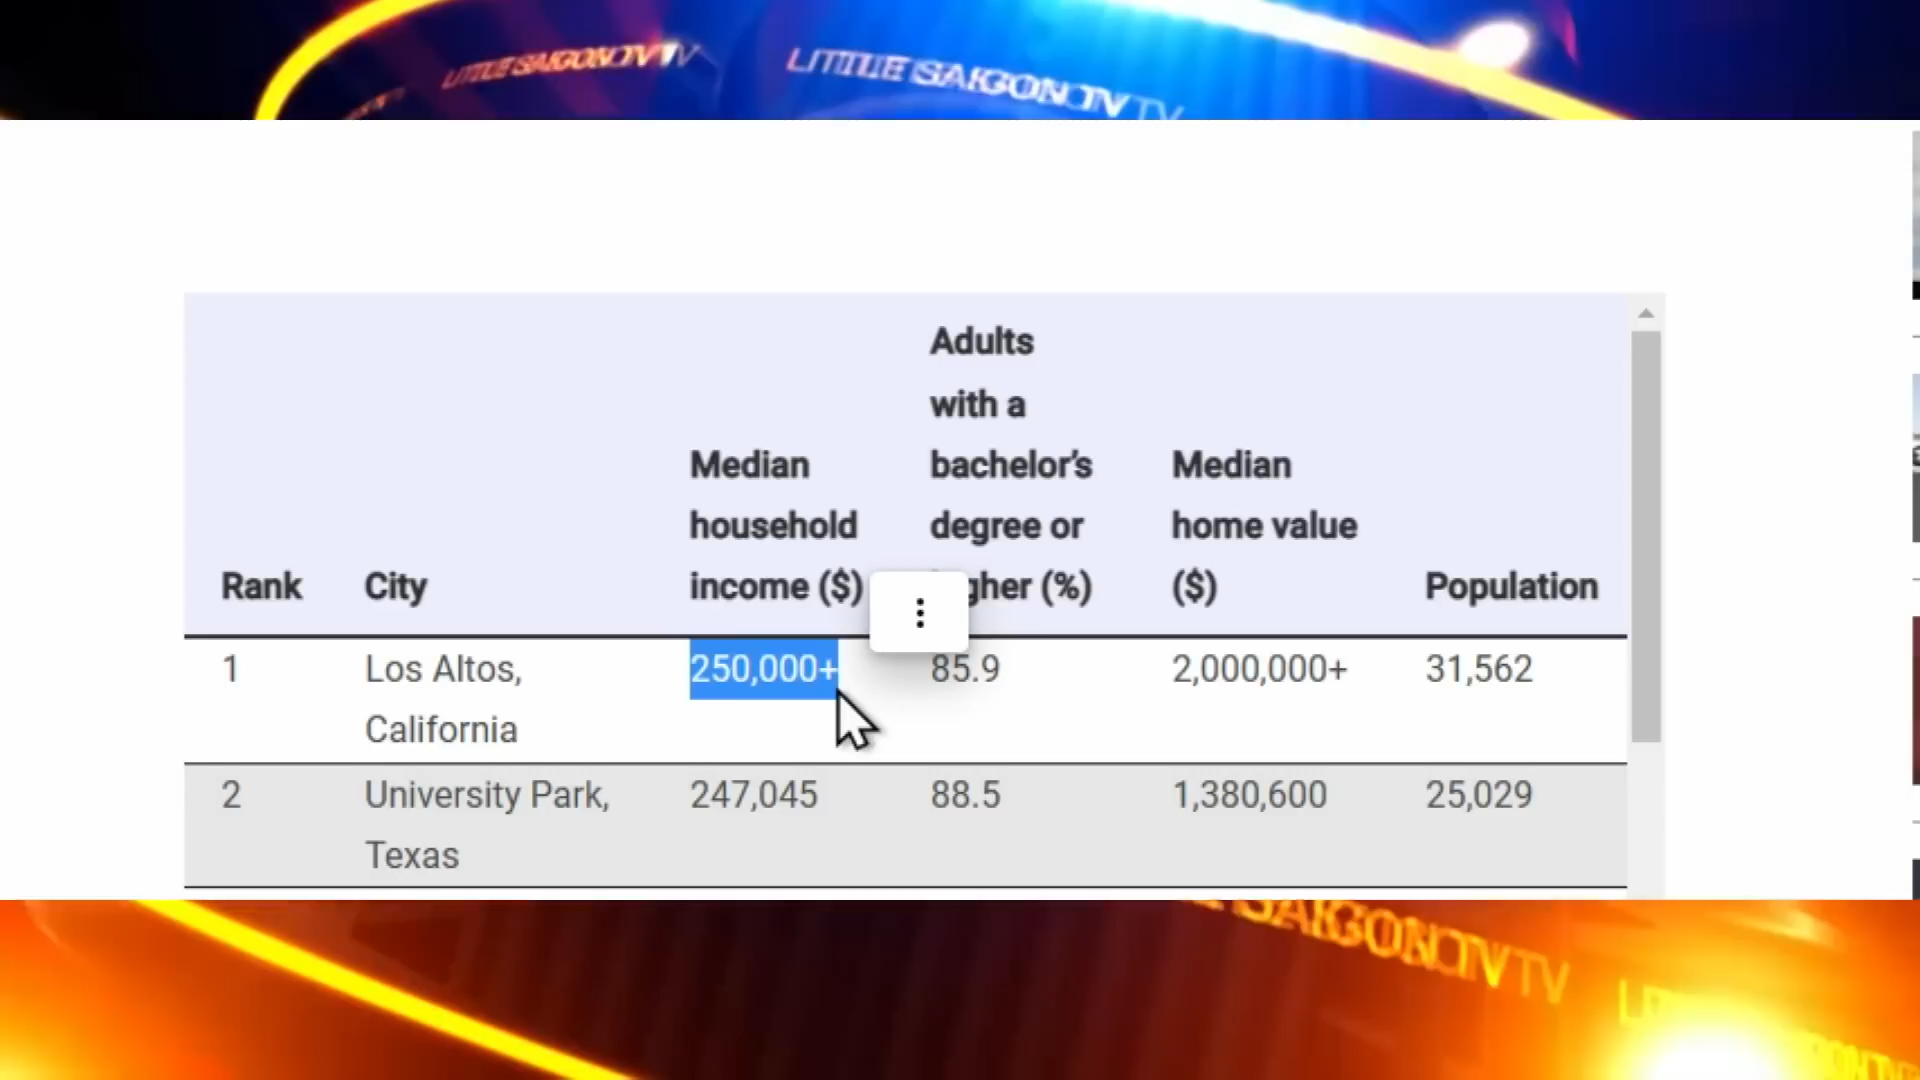 LITTLE SAIGON TV
LITTLE SAIGON TV
Rank City Median household income ($) Adults with a bachelor's degree or gher (%) Median home value ($) Population
1 Los Altos, California 250,000+ 85.9 2,000,000+ 31,562
2 University Park, Texas 247,045 88.5 1,380,600 25,029
SAIGON TV